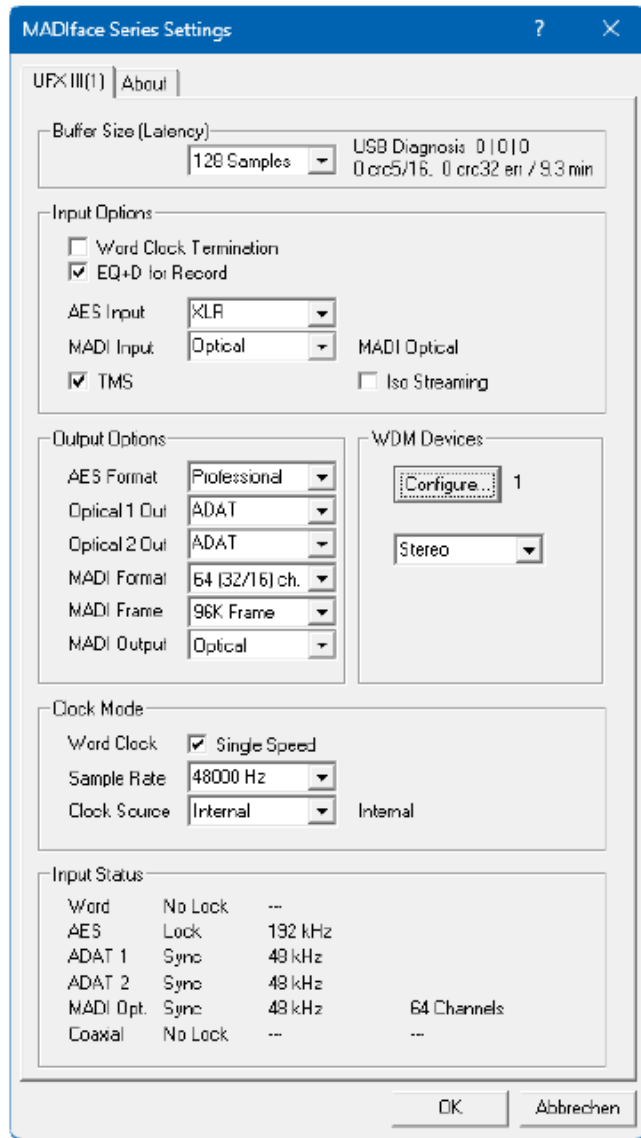 MADIface Series Settings ? ×
UFX III(1) About
Buffer Size (Latency)
128 Samples
USB Diagnosis 0 | 0 | 0
0 crc5/16, 0 crc32 err / 9.3 min
Input Options
Word Clock Termination
EQ+D for Record
AES Input XLR
MADI Input Optical MADI Optical
TMS Iso Streaming
Output Options
AES Format Professional
Optical 1 Out ADAT
Optical 2 Out ADAT
MADI Format 64 (32/16) ch.
MADI Frame 96K Frame
MADI Output Optical
WDM Devices
Configure... 1
Stereo
Clock Mode
Word Clock Single Speed
Sample Rate 48000 Hz
Clock Source Internal Internal
Input Status
Word No Lock ---
AES Lock 192 kHz
ADAT 1 Sync 48 kHz
ADAT 2 Sync 48 kHz
MADI Opt. Sync 48 kHz 64 Channels
Coaxial No Lock --- ---
OK Abbrechen